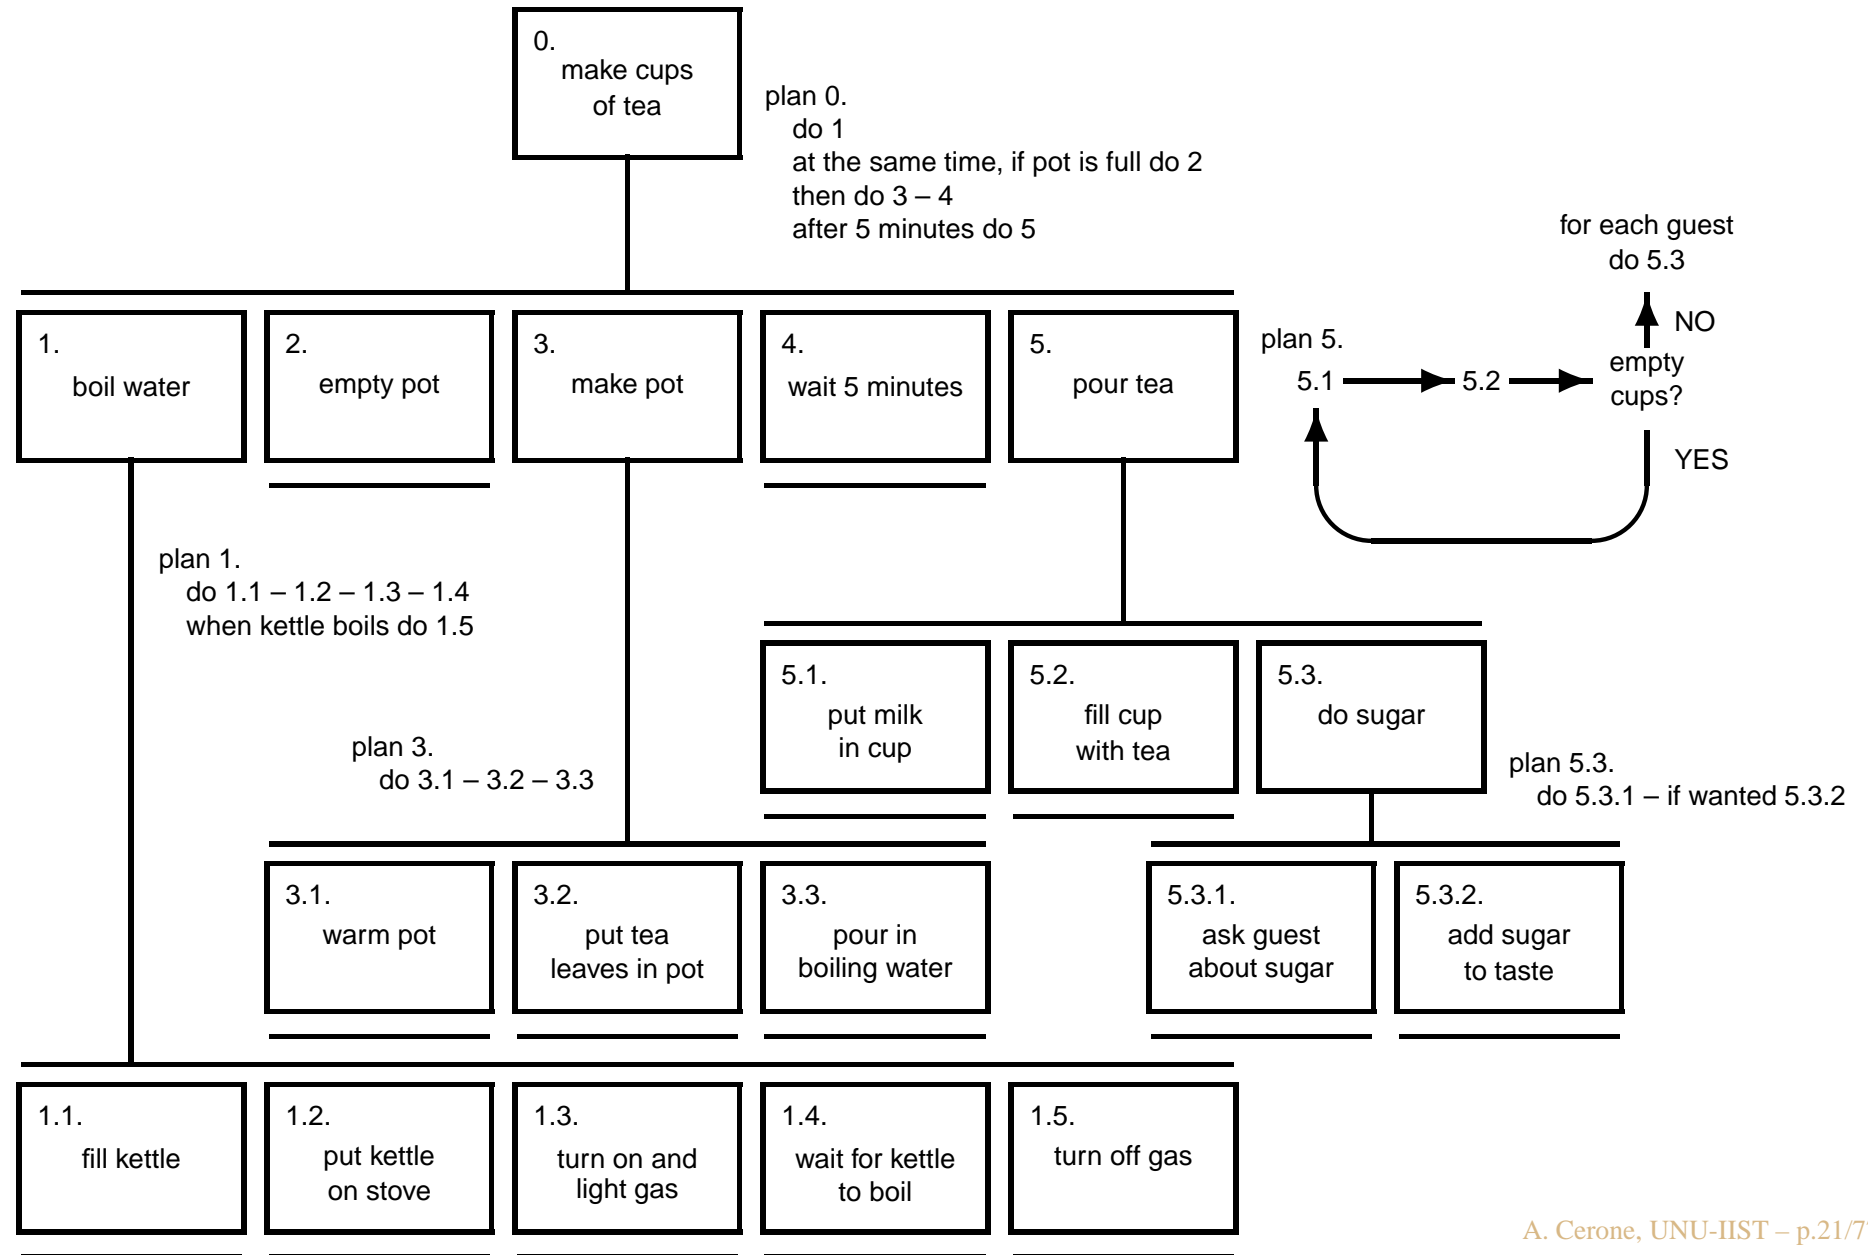 0.
make cups
of tea
plan 0.
do 1
at the same time, if pot is full do 2
then do 3 – 4
after 5 minutes do 5
1.
boil water
2.
empty pot
3.
make pot
4.
wait 5 minutes
5.
pour tea
plan 5.
5.1
5.2
empty
cups?
NO
for each guest
do 5.3
YES
plan 1.
do 1.1 – 1.2 – 1.3 – 1.4
when kettle boils do 1.5
plan 3.
do 3.1 – 3.2 – 3.3
5.1.
put milk
in cup
5.2.
fill cup
with tea
5.3.
do sugar
plan 5.3.
do 5.3.1 – if wanted 5.3.2
3.1.
warm pot
3.2.
put tea
leaves in pot
3.3.
pour in
boiling water
5.3.1.
ask guest
about sugar
5.3.2.
add sugar
to taste
1.1.
fill kettle
1.2.
put kettle
on stove
1.3.
turn on and
light gas
1.4.
wait for kettle
to boil
1.5.
turn off gas
A. Cerone, UNU-IIST – p.21/7